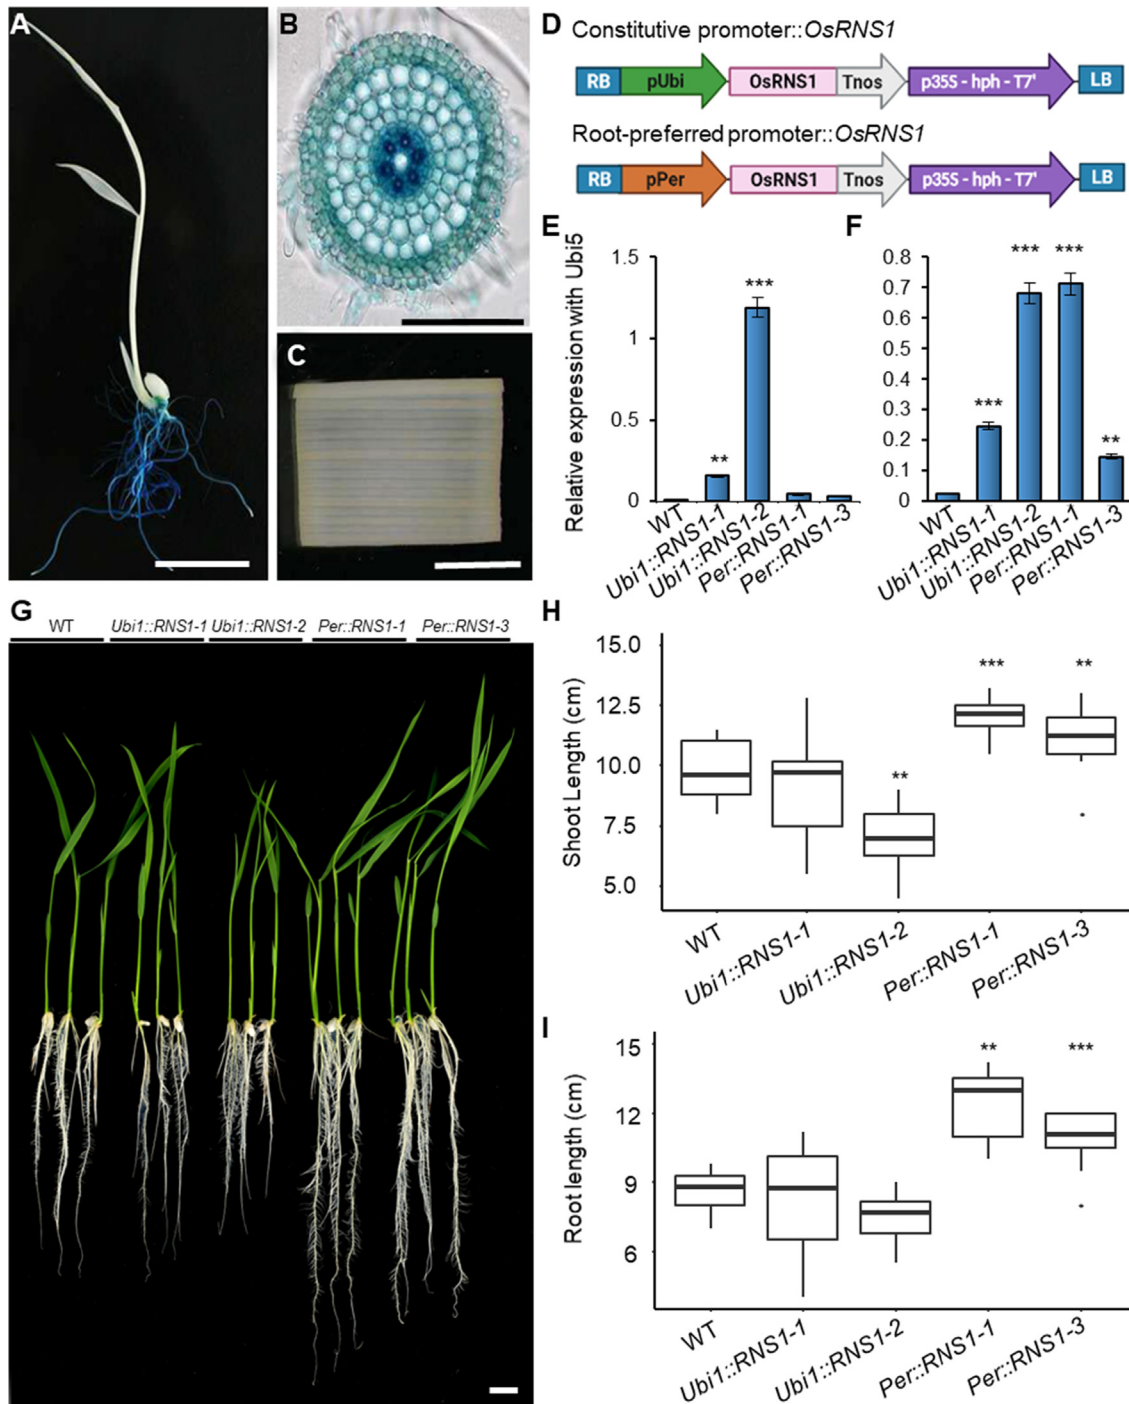 A
B
C
D
Constitutive promoter::OsRNS1
RB pUbi OsRNS1 Tnos p35S - hph - T7' LB
Root-preferred promoter::OsRNS1
RB pPer OsRNS1 Tnos p35S - hph - T7' LB
E
Relative expression with Ubi5
1.5
1
0.5
0
**
***
WT
Ubi1::RNS1-1
Ubi1::RNS1-2
Per::RNS1-1
Per::RNS1-3
F
0.8
0.7
0.6
0.5
0.4
0.3
0.2
0.1
0
***
***
***
**
WT
Ubi1::RNS1-1
Ubi1::RNS1-2
Per::RNS1-1
Per::RNS1-3
G
WT Ubi1::RNS1-1 Ubi1::RNS1-2 Per::RNS1-1 Per::RNS1-3
H
Shoot Length (cm)
15.0
12.5
10.0
7.5
5.0
**
***
**
WT
Ubi1::RNS1-1
Ubi1::RNS1-2
Per::RNS1-1
Per::RNS1-3
I
Root length (cm)
15
12
9
6
**
***
WT
Ubi1::RNS1-1
Ubi1::RNS1-2
Per::RNS1-1
Per::RNS1-3